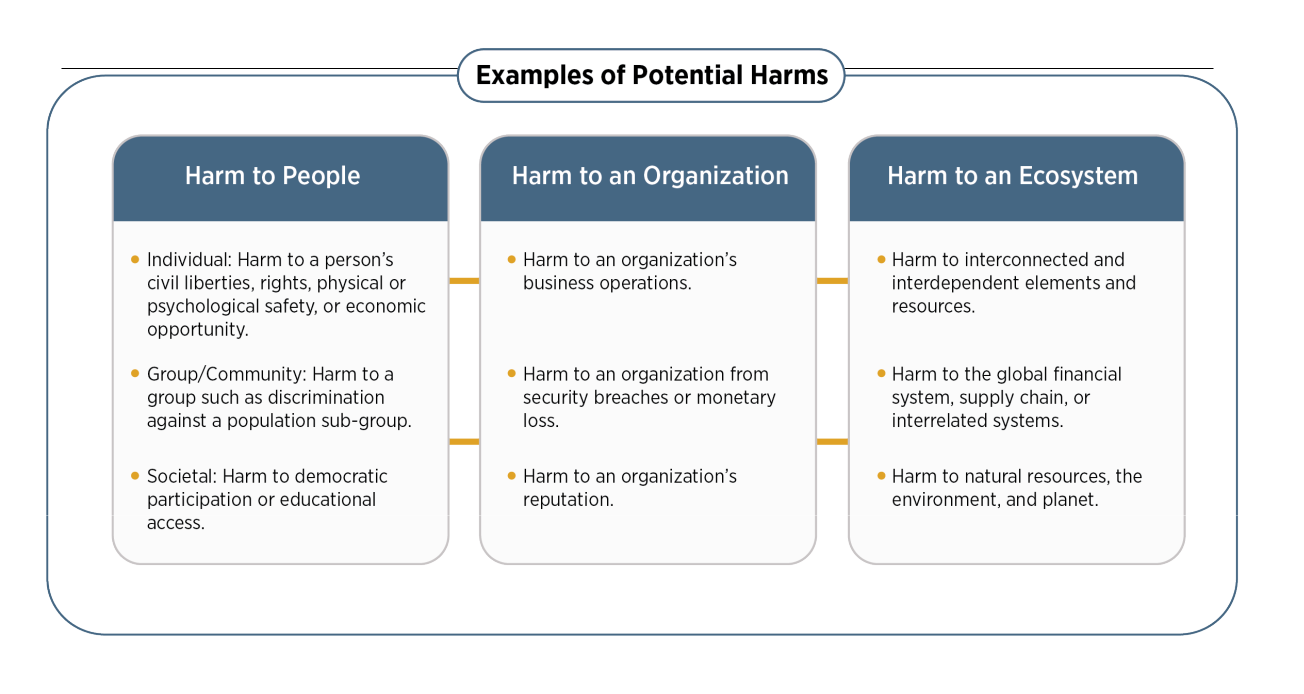 Examples of Potential Harms
Harm to People
• Individual: Harm to a person’s
civil liberties, rights, physical or
psychological safety, or economic
opportunity.
• Group/Community: Harm to a
group such as discrimination
against a population sub-group.
• Societal: Harm to democratic
participation or educational
access.
Harm to an Organization
• Harm to an organization’s
business operations.
• Harm to an organization from
security breaches or monetary
loss.
• Harm to an organization’s
reputation.
Harm to an Ecosystem
• Harm to interconnected and
interdependent elements and
resources.
• Harm to the global financial
system, supply chain, or
interrelated systems.
• Harm to natural resources, the
environment, and planet.